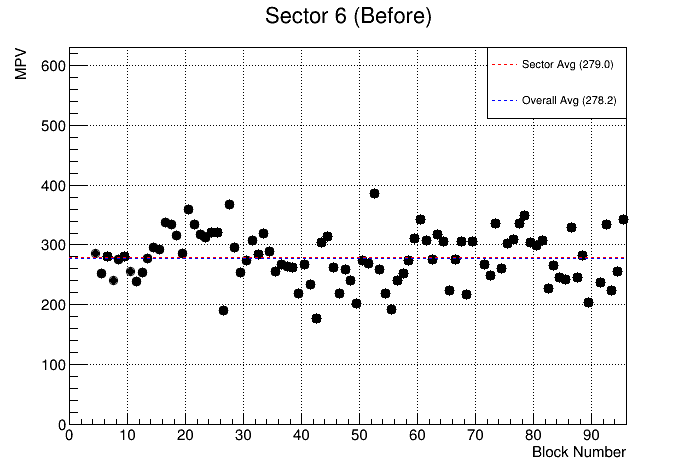 Sector 6 (Before)
MPV
600
500
400
300
200
100
0
Sector Avg (279.0)
Overall Avg (278.2)
0 10 20 30 40 50 60 70 80 90
Block Number